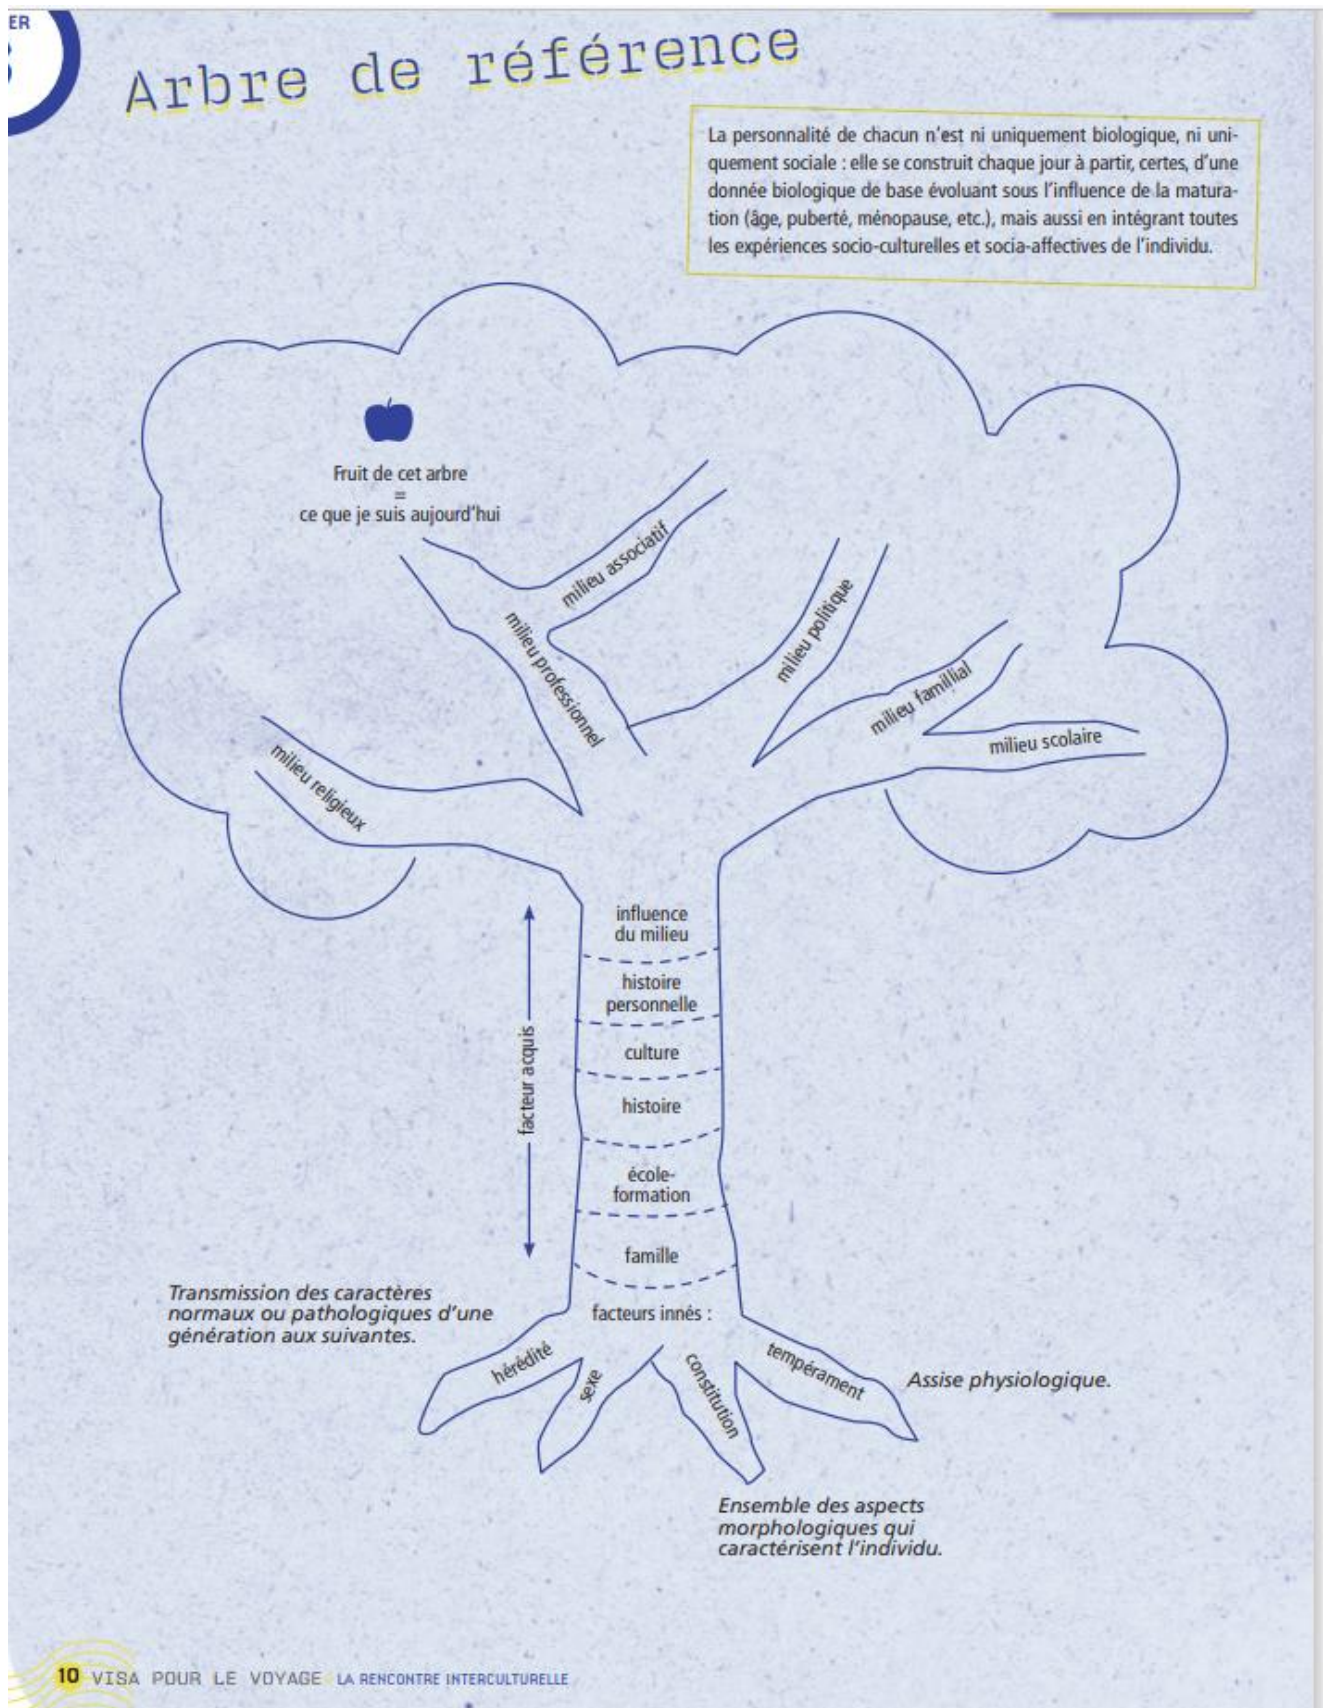 ER
Arbre de référence
La personnalité de chacun n'est ni uniquement biologique, ni uni-
quement sociale : elle se construit chaque jour à partir, certes, d'une
donnée biologique de base évoluant sous l'influence de la matura-
tion (âge, puberté, ménopause, etc.), mais aussi en intégrant toutes
les expériences socio-culturelles et socia-affectives de l'individu.
Fruit de cet arbre
=
ce que je suis aujourd'hui
milieu associatif
milieu politique
milieu professionnel
milieu famillial
milieu scolaire
milieu religieux
influence
du milieu
histoire
personnelle
culture
facteur acquis
histoire
école-
formation
famille
Transmission des caractères
normaux ou pathologiques d'une
génération aux suivantes.
facteurs innés :
hérédité
sexe
constitution
tempérament
Assise physiologique.
Ensemble des aspects
morphologiques qui
caractérisent l'individu.
10 VISA POUR LE VOYAGE LA RENCONTRE INTERCULTURELLE